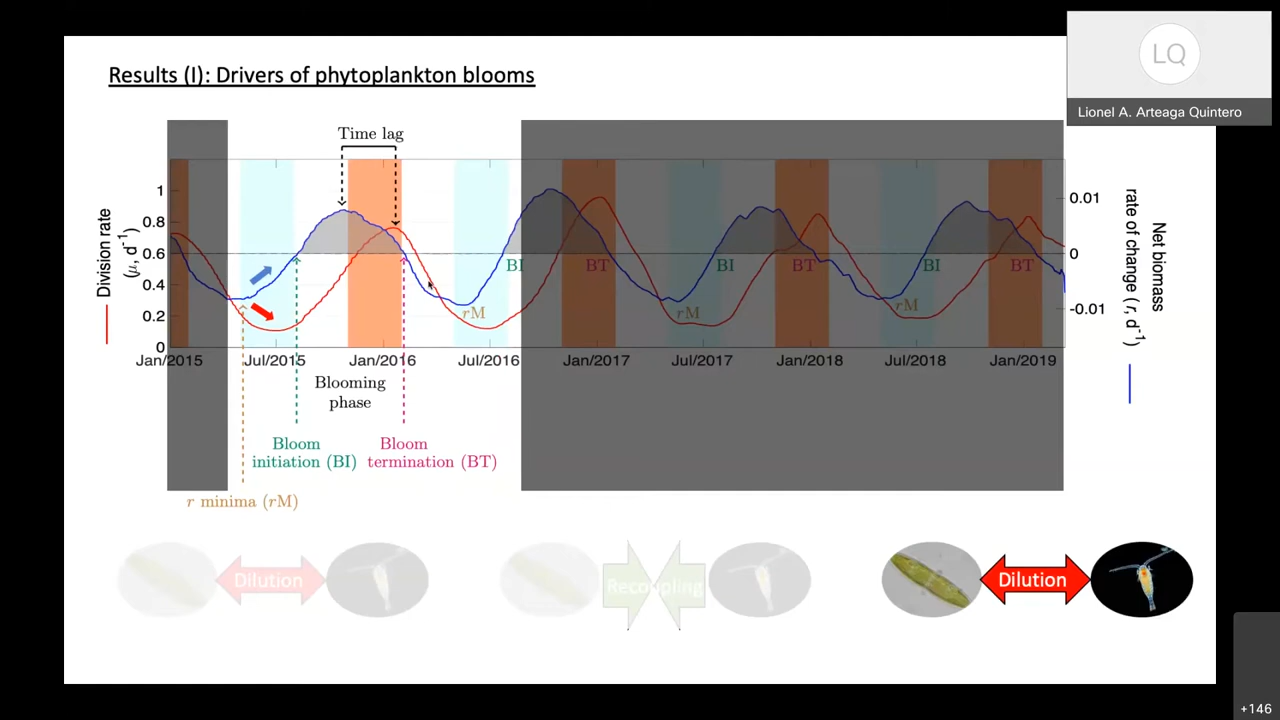 Results (I): Drivers of phytoplankton blooms
LQ
Lionel A. Arteaga Quintero
Time lag
1
0.8
0.6
0.4
0.2
0
Division rate
(μ, d⁻¹)
0.01
0
-0.01
Net biomass
rate of change (r, d⁻¹)
BI
BT
BI
BT
BI
BT
rM
rM
rM
Jan/2015
Jul/2015
Jan/2016
Jul/2016
Jan/2017
Jul/2017
Jan/2018
Jul/2018
Jan/2019
Blooming
phase
Bloom
initiation (BI)
Bloom
termination (BT)
r minima (rM)
Dilution
Recoupling
Dilution
+146